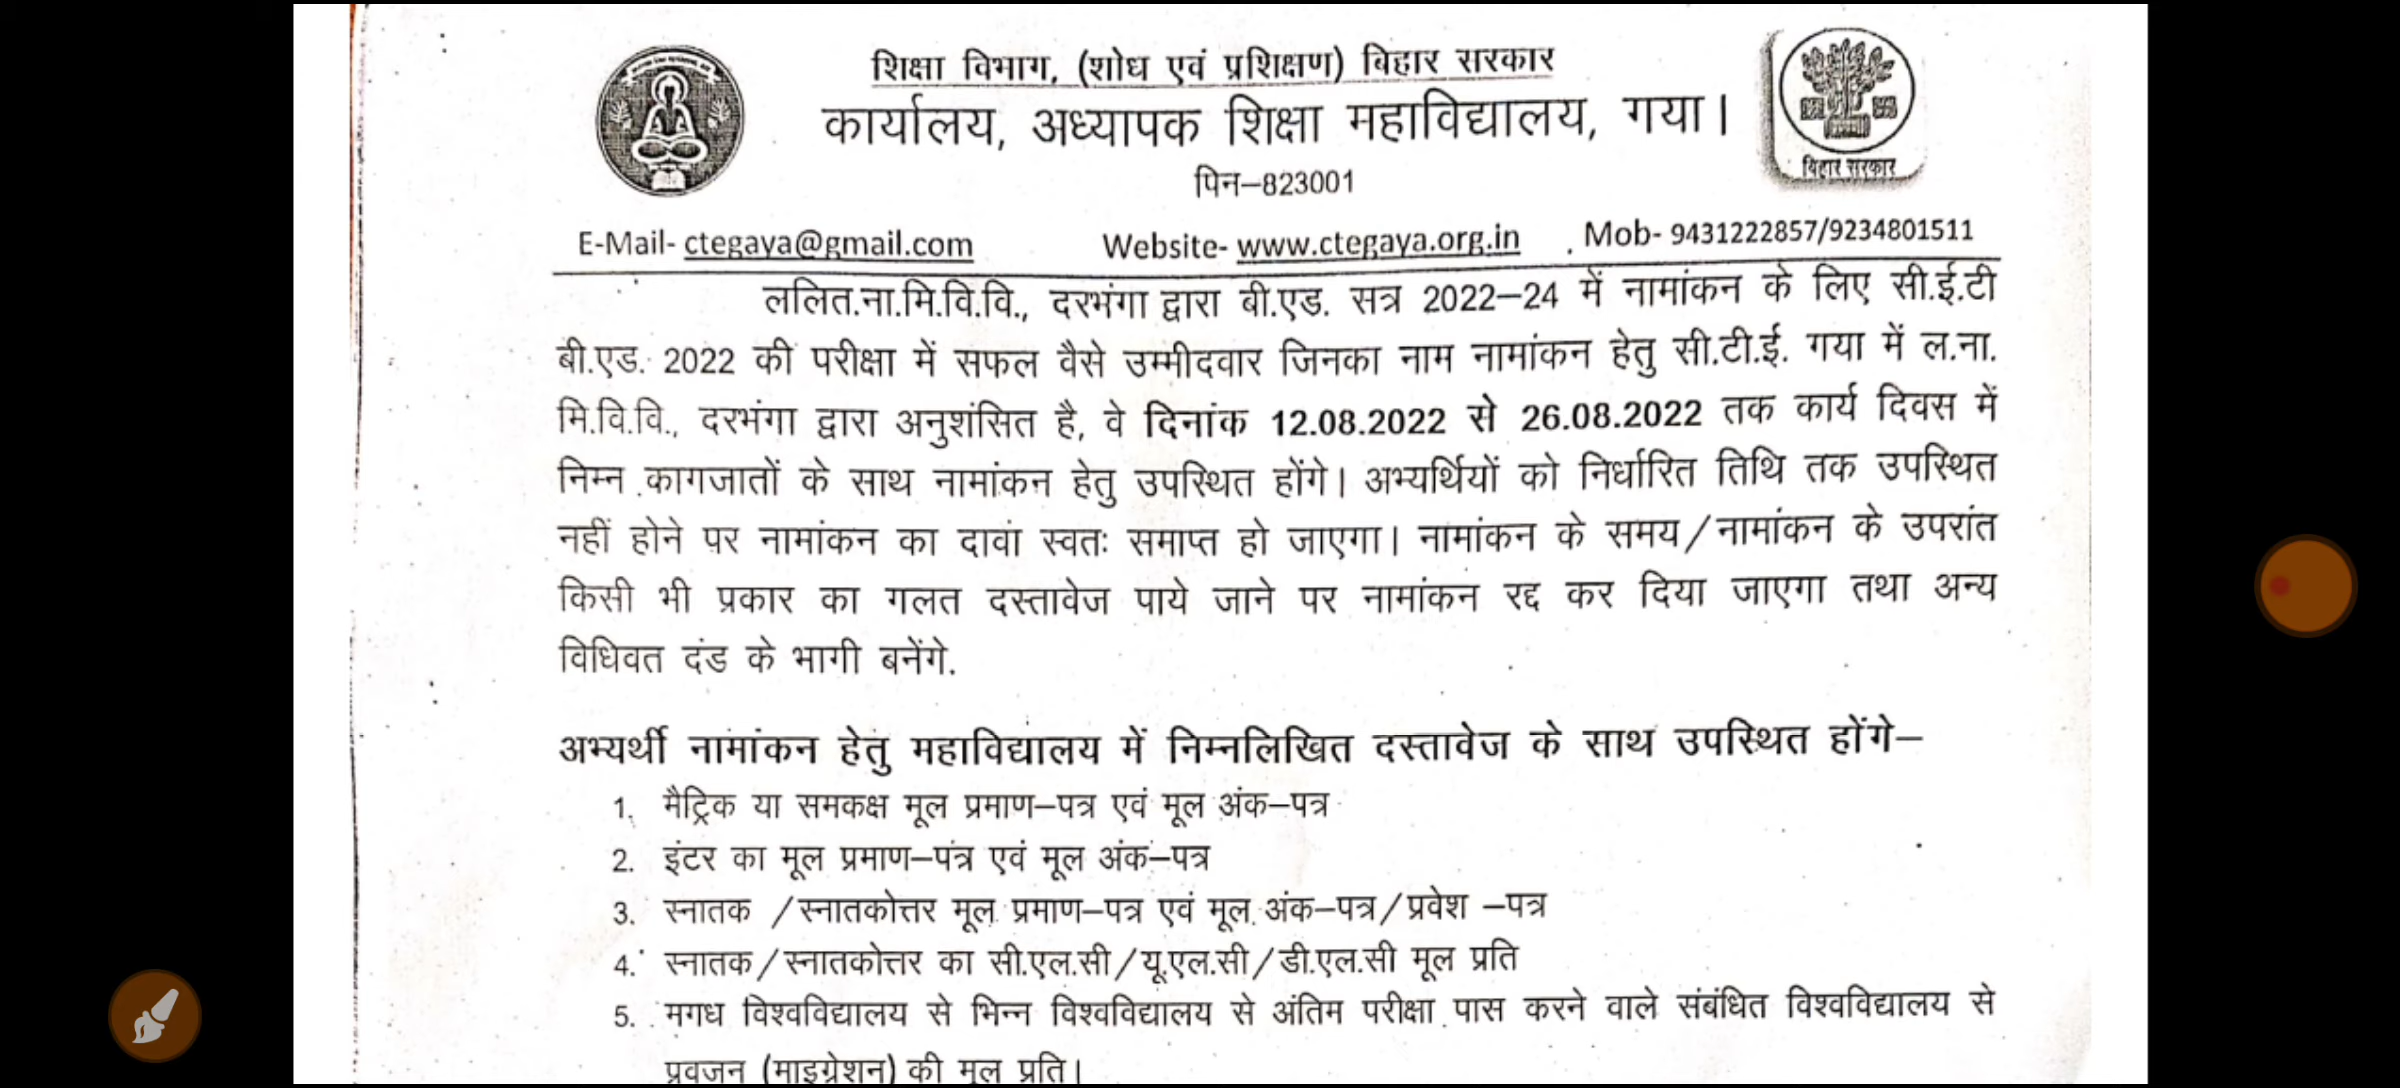 शिक्षा विभाग, (शोध एवं प्रशिक्षण) बिहार सरकार
कार्यालय, अध्यापक शिक्षा महाविद्यालय, गया।
पिन–823001
बिहार सरकार
E-Mail- ctegaya@gmail.com Website- www.ctegaya.org.in Mob- 9431222857/9234801511
ललित.ना.मि.वि.वि., दरभंगा द्वारा बी.एड. सत्र 2022–24 में नामांकन के लिए सी.ई.टी
बी.एड. 2022 की परीक्षा में सफल वैसे उम्मीदवार जिनका नाम नामांकन हेतु सी.टी.ई. गया में ल.ना.
मि.वि.वि., दरभंगा द्वारा अनुशंसित है, वे दिनांक 12.08.2022 से 26.08.2022 तक कार्य दिवस में
निम्न कागजातों के साथ नामांकन हेतु उपस्थित होंगे। अभ्यर्थियों को निर्धारित तिथि तक उपस्थित
नहीं होने पर नामांकन का दावां स्वतः समाप्त हो जाएगा। नामांकन के समय/नामांकन के उपरांत
किसी भी प्रकार का गलत दस्तावेज पाये जाने पर नामांकन रद्द कर दिया जाएगा तथा अन्य
विधिवत दंड के भागी बनेंगे.
अभ्यर्थी नामांकन हेतु महाविद्यालय में निम्नलिखित दस्तावेज के साथ उपस्थित होंगे–
1. मैट्रिक या समकक्ष मूल प्रमाण–पत्र एवं मूल अंक–पत्र
2. इंटर का मूल प्रमाण–पत्र एवं मूल अंक–पत्र
3. स्नातक /स्नातकोत्तर मूल प्रमाण–पत्र एवं मूल अंक–पत्र/प्रवेश –पत्र
4. स्नातक/स्नातकोत्तर का सी.एल.सी/यू.एल.सी/डी.एल.सी मूल प्रति
5. मगध विश्वविद्यालय से भिन्न विश्वविद्यालय से अंतिम परीक्षा पास करने वाले संबंधित विश्वविद्यालय से
प्रवजन (माइग्रेशन) की मूल प्रति।